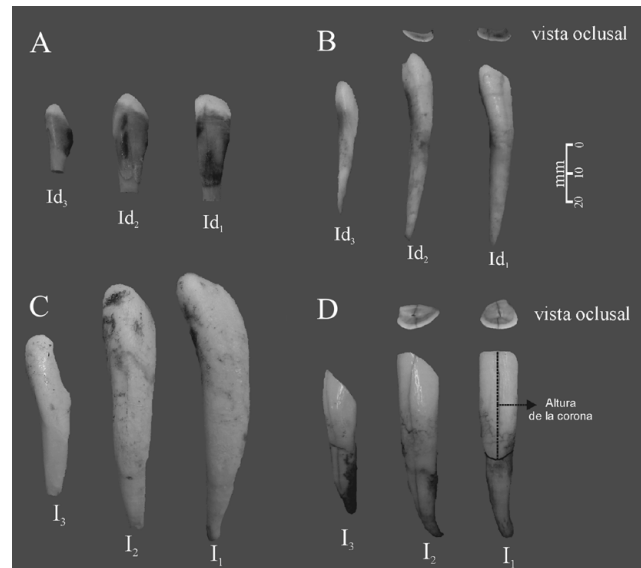 A
Id3
Id2
Id1
B
vista oclusal
Id3
Id2
Id1
0
10
20
mm
C
I3
I2
I1
D
vista oclusal
Altura
de la corona
I3
I2
I1